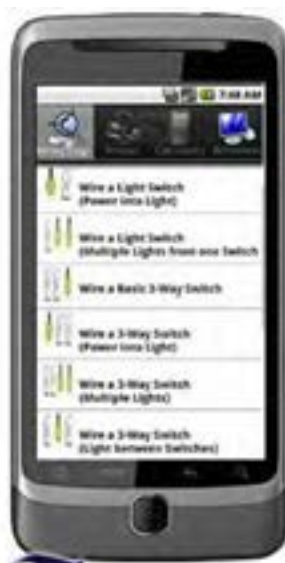 7:48 AM
Wire a Light Switch
(Power into Light)
Wire a Light Switch
(Multiple Lights from one Switch
Wire a Basic 3-Way Switch
Wire a 3-Way Switch
(Power into Light)
Wire a 3-Way Switch
(Multiple Lights)
Wire a 3-Way Switch
(Light between Switches)